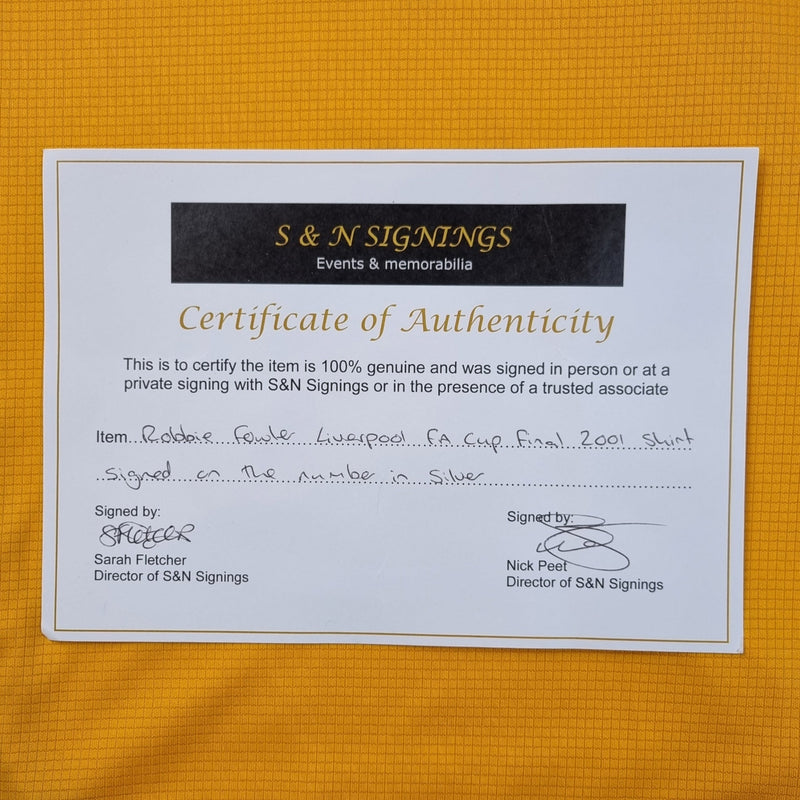 S & N SIGNINGS
Events & memorabilia
Certificate of Authenticity
This is to certify the item is 100% genuine and was signed in person or at a
private signing with S&N Signings or in the presence of a trusted associate
Item Robbie Fowler Liverpool FA Cup Final 2001 Shirt
signed on the number in Silver
Signed by:
SFletcher
Sarah Fletcher
Director of S&N Signings
Signed by:
Nick Peet
Director of S&N Signings